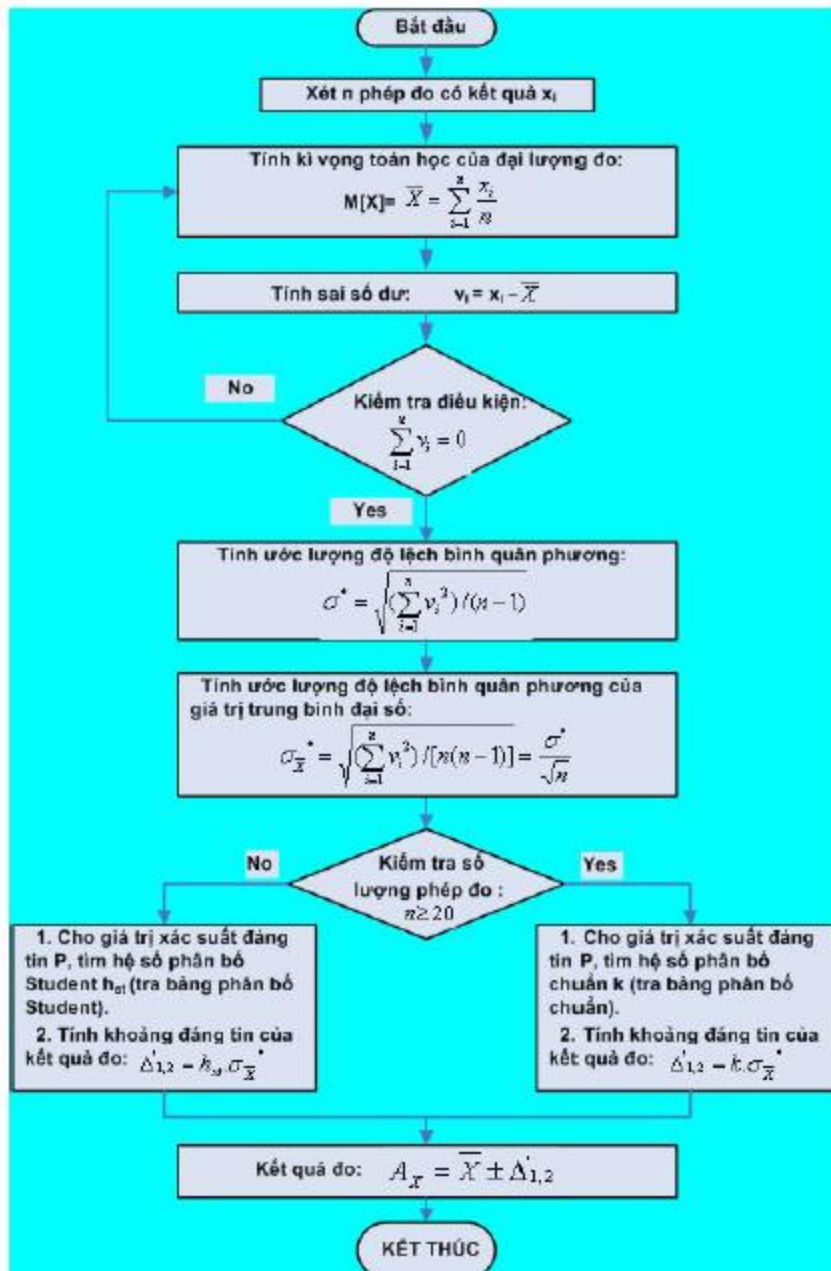 Bắt đầu
Xét n phép đo có kết quả xᵢ
Tính kì vọng toán học của đại lượng đo:
M[X]= X̅ = ∑ᵢ₌₁ⁿ xᵢ/n
Tính sai số dư: vᵢ = xᵢ – X̅
No
Kiểm tra điều kiện:
∑ᵢ₌₁ⁿ vᵢ = 0
Yes
Tính ước lượng độ lệch bình quân phương:
σ* = √(∑ᵢ₌₁ⁿ vᵢ²)/(n−1)
Tính ước lượng độ lệch bình quân phương của
giá trị trung bình đại số:
σ_X̅* = √(∑ᵢ₌₁ⁿ vᵢ²)/[n(n−1)] = σ*/√n
No
Kiểm tra số
Yes
lượng phép đo :
n≥20
1. Cho giá trị xác suất đáng
tin P, tìm hệ số phân bố
Student hst (tra bảng phân bố
Student).
2. Tính khoảng đáng tin của
kết quả đo: Δ'₁,₂ = hst.σ_X̅*
1. Cho giá trị xác suất đáng
tin P, tìm hệ số phân bố
chuẩn k (tra bảng phân bố
chuẩn).
2. Tính khoảng đáng tin của
kết quả đo: Δ'₁,₂ = k.σ_X̅*
Kết quả đo: A_X = X̅ ± Δ'₁,₂
KẾT THÚC